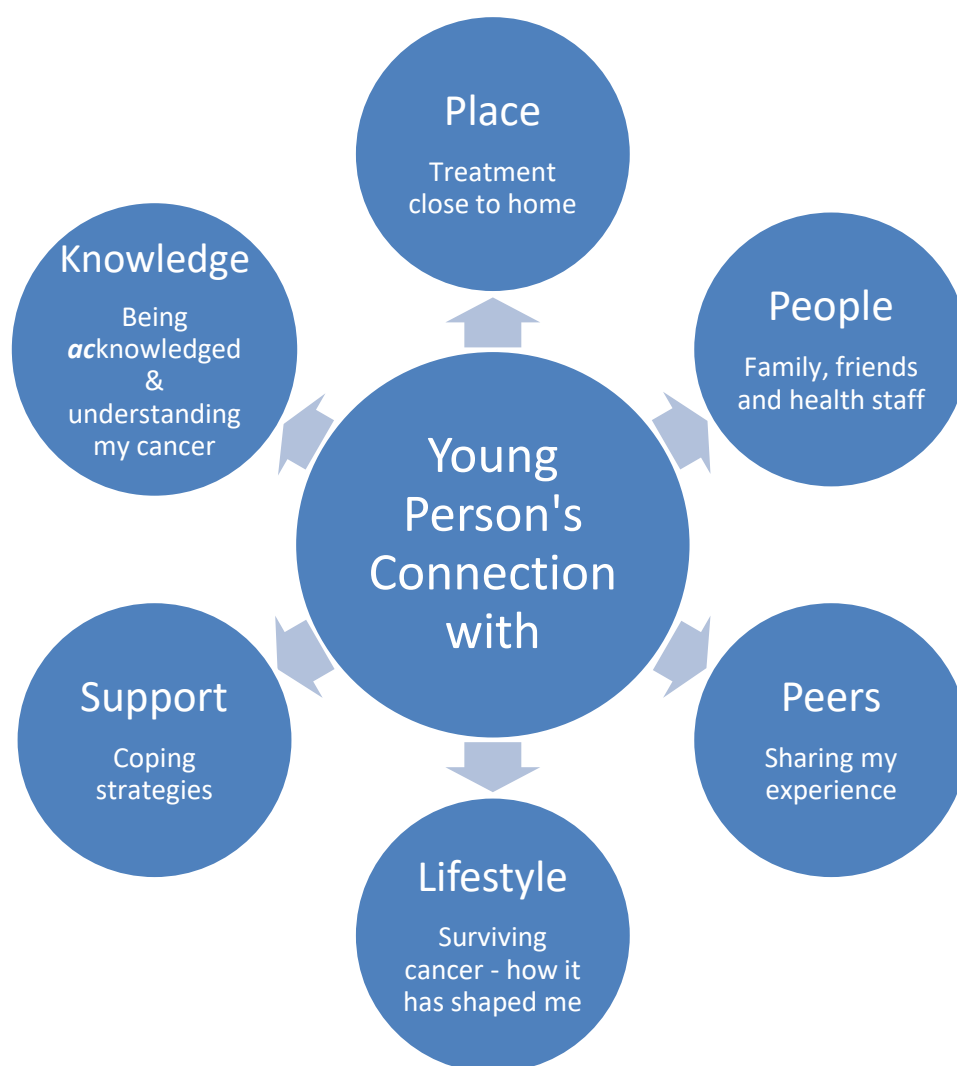 Place
Treatment
close to home
People
Family, friends
and health staff
Peers
Sharing my
experience
Lifestyle
Surviving
cancer - how it
has shaped me
Support
Coping
strategies
Knowledge
Being
acknowledged
&
understanding
my cancer
Young
Person's
Connection
with